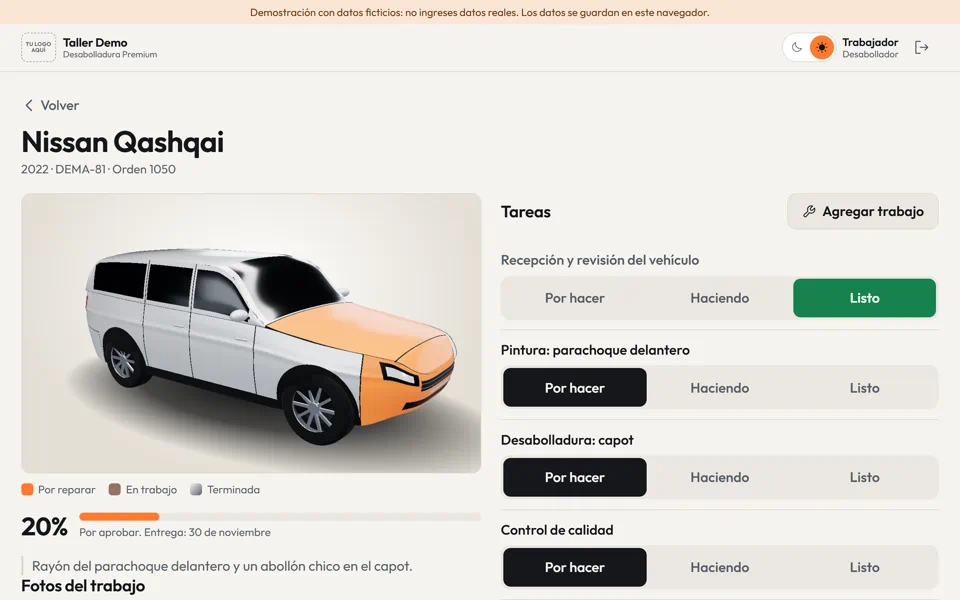 Demostración con datos ficticios: no ingreses datos reales. Los datos se guardan en este navegador.
TU LOGO
AQUÍ
Taller Demo
Desabolladura Premium
Trabajador
Desabollador
Volver
Nissan Qashqai
2022 · DEMA-81 · Orden 1050
Por reparar
En trabajo
Terminada
20%
Por aprobar. Entrega: 30 de noviembre
Rayón del parachoque delantero y un abollón chico en el capot.
Fotos del trabajo
Tareas
Agregar trabajo
Recepción y revisión del vehículo
Por hacer Haciendo Listo
Pintura: parachoque delantero
Por hacer Haciendo Listo
Desabolladura: capot
Por hacer Haciendo Listo
Control de calidad
Por hacer Haciendo Listo